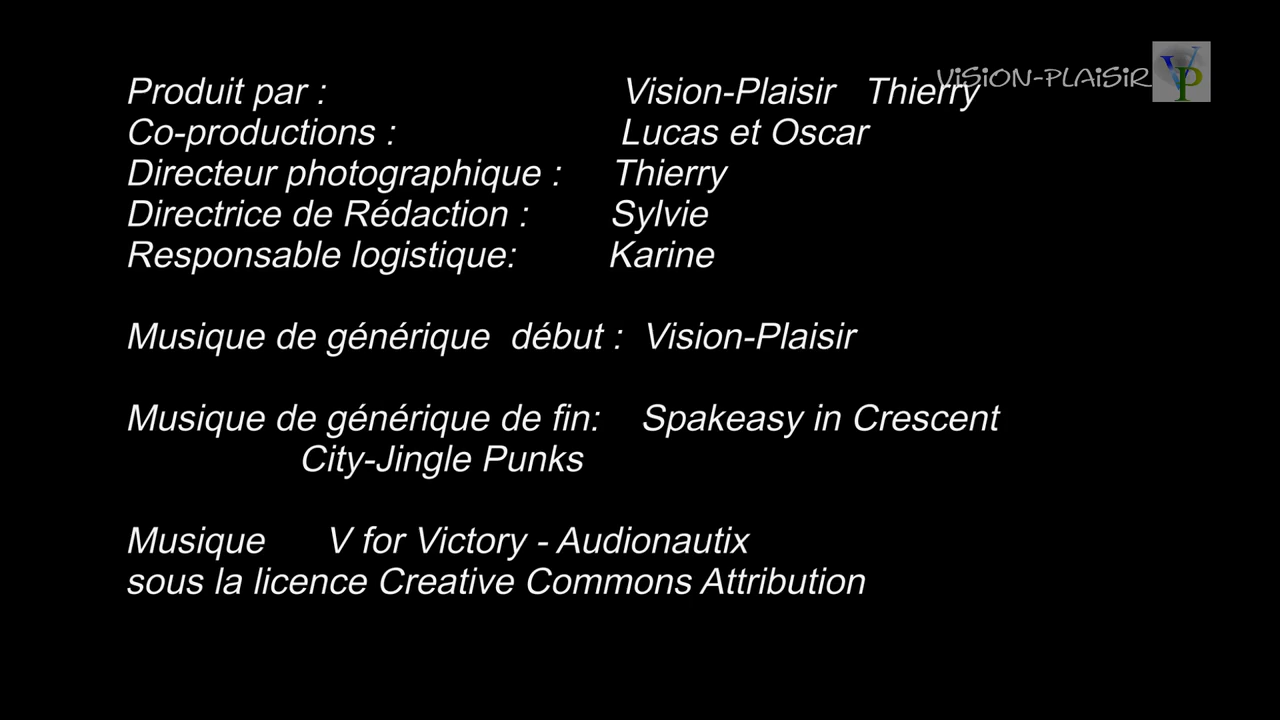 ViSiON-PLAiSiR VP
Produit par : Vision-Plaisir Thierry
Co-productions : Lucas et Oscar
Directeur photographique : Thierry
Directrice de Rédaction : Sylvie
Responsable logistique: Karine
Musique de générique début : Vision-Plaisir
Musique de générique de fin: Spakeasy in Crescent
City-Jingle Punks
Musique V for Victory - Audionautix
sous la licence Creative Commons Attribution